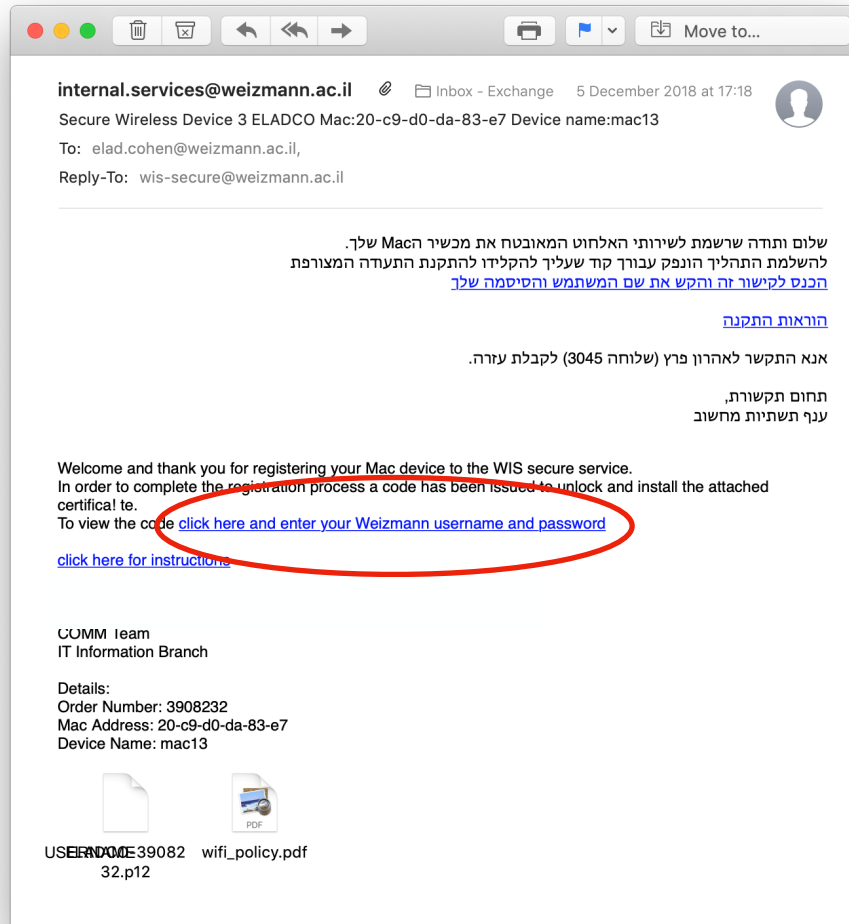 Move to...
internal.services@weizmann.ac.il
Inbox - Exchange
5 December 2018 at 17:18
Secure Wireless Device 3 ELADCO Mac:20-c9-d0-da-83-e7 Device name:mac13
To: elad.cohen@weizmann.ac.il,
Reply-To: wis-secure@weizmann.ac.il
שלום ותודה שרשמת לשירותי האלחוט המאובטח את מכשיר הMac שלך.
להשלמת התהליך הונפק עבורך קוד שעליך להקלידו להתקנת התעודה המצורפת
הכנס לקישור זה והקש את שם המשתמש והסיסמה שלך
הוראות התקנה
אנא התקשר לאהרון פרץ (שלוחה 3045) לקבלת עזרה.
תחום תקשורת,
ענף תשתיות מחשוב
Welcome and thank you for registering your Mac device to the WIS secure service.
In order to complete the registration process a code has been issued to unlock and install the attached
certifica! te.
To view the code click here and enter your Weizmann username and password
click here for instructions
COMM Team
IT Information Branch
Details:
Order Number: 3908232
Mac Address: 20-c9-d0-da-83-e7
Device Name: mac13
PDF
USERNAME-39082
32.p12
wifi_policy.pdf